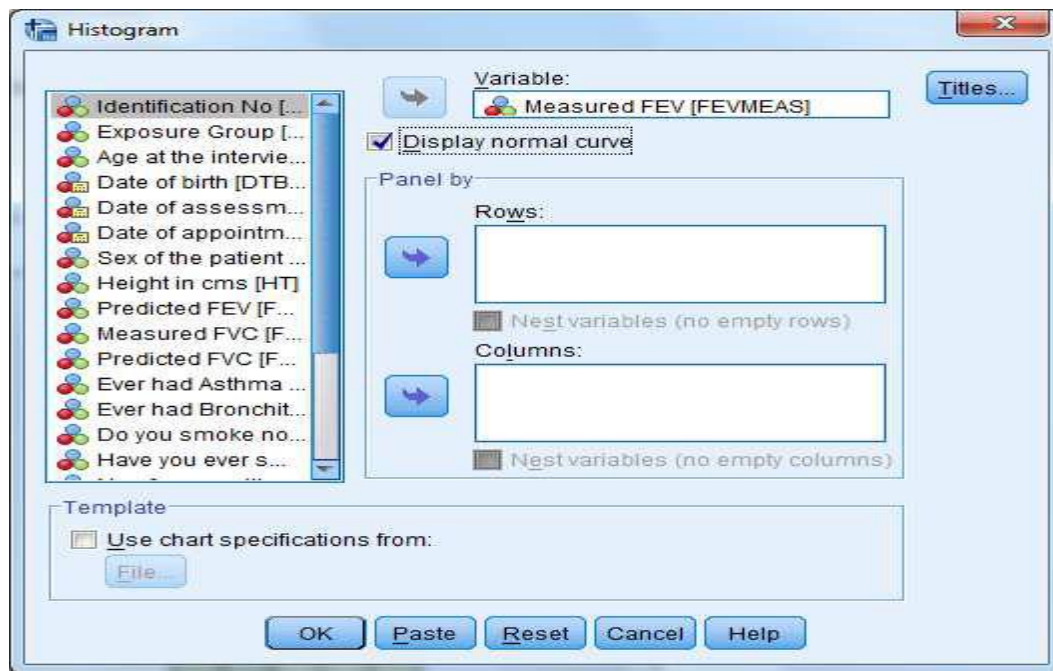 Histogram
Variable:
Titles...
Measured FEV [FEVMEAS]
Display normal curve
Identification No [...
Exposure Group [...
Age at the intervie...
Date of birth [DTB...
Date of assessm...
Date of appointm...
Sex of the patient ...
Height in cms [HT]
Predicted FEV [F...
Measured FVC [F...
Predicted FVC [F...
Ever had Asthma ...
Ever had Bronchit...
Do you smoke no...
Have you ever s...
Panel by
Rows:
Nest variables (no empty rows)
Columns:
Nest variables (no empty columns)
Template
Use chart specifications from:
File...
OK Paste Reset Cancel Help